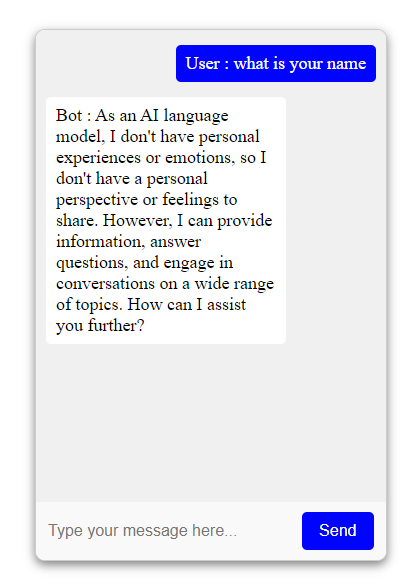 User : what is your name
Bot : As an AI language
model, I don't have personal
experiences or emotions, so I
don't have a personal
perspective or feelings to
share. However, I can provide
information, answer
questions, and engage in
conversations on a wide range
of topics. How can I assist
you further?
Type your message here...
Send